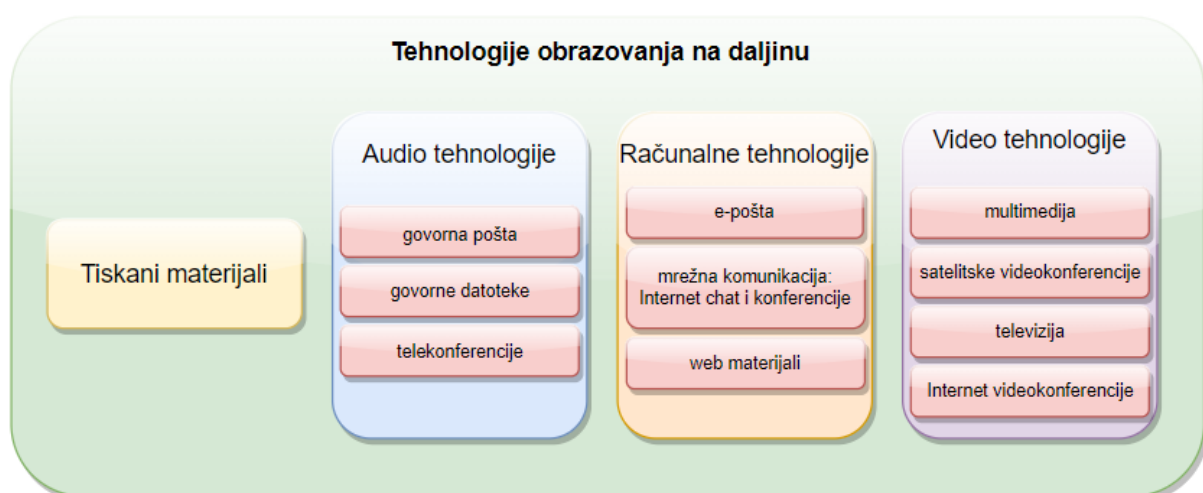 Tehnologije obrazovanja na daljinu
Tiskani materijali
Audio tehnologije
govorna pošta
govorne datoteke
telekonferencije
Računalne tehnologije
e-pošta
mrežna komunikacija:
Internet chat i konferencije
web materijali
Video tehnologije
multimedija
satelitske videokonferencije
televizija
Internet videokonferencije